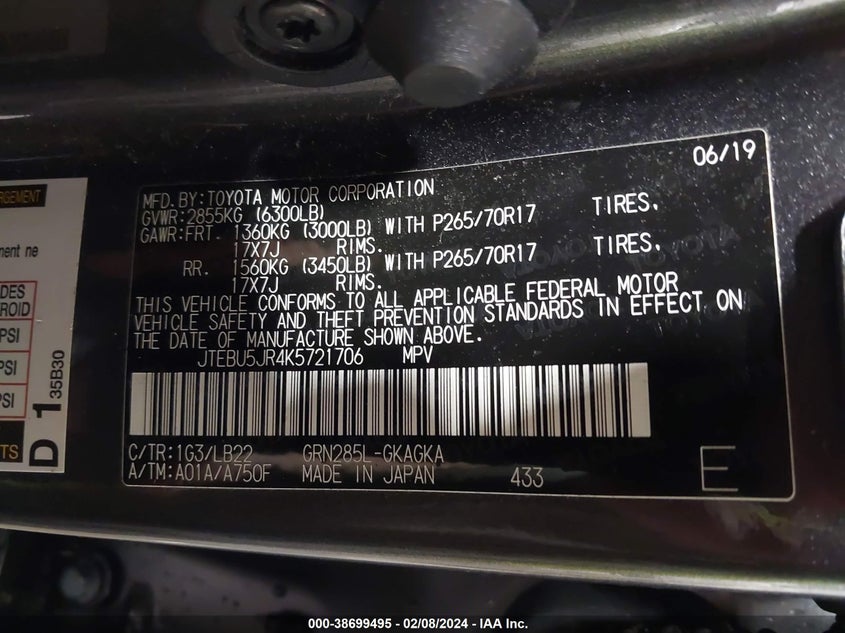 06/19
MFD. BY: TOYOTA MOTOR CORPORATION
GVWR: 2855KG (6300LB)
GAWR: FRT. 1360KG (3000LB) WITH P265/70R17 TIRES,
17X7J RIMS.
RR. 1560KG (3450LB) WITH P265/70R17 TIRES,
17X7J RIMS.
THIS VEHICLE CONFORMS TO ALL APPLICABLE FEDERAL MOTOR
VEHICLE SAFETY AND THEFT PREVENTION STANDARDS IN EFFECT ON
THE DATE OF MANUFACTURE SHOWN ABOVE.
JTEBU5JR4K5721706 MPV
C/TR: 1G3/LB22 GRN285L-GKAGKA
A/TM: A01A/A750F MADE IN JAPAN 433 E
ne
PSI
PSI
PSI
D 1 35B30
000-38699495 - 02/08/2024 - IAA Inc.